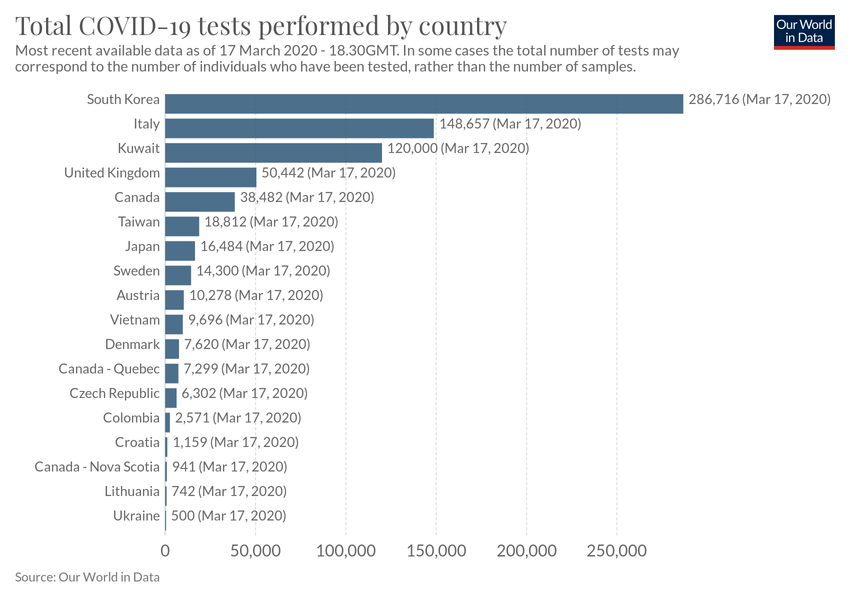 Total COVID-19 tests performed by country
Our World
in Data
Most recent available data as of 17 March 2020 - 18.30GMT. In some cases the total number of tests may
correspond to the number of individuals who have been tested, rather than the number of samples.
South Korea 286,716 (Mar 17, 2020)
Italy 148,657 (Mar 17, 2020)
Kuwait 120,000 (Mar 17, 2020)
United Kingdom 50,442 (Mar 17, 2020)
Canada 38,482 (Mar 17, 2020)
Taiwan 18,812 (Mar 17, 2020)
Japan 16,484 (Mar 17, 2020)
Sweden 14,300 (Mar 17, 2020)
Austria 10,278 (Mar 17, 2020)
Vietnam 9,696 (Mar 17, 2020)
Denmark 7,620 (Mar 17, 2020)
Canada - Quebec 7,299 (Mar 17, 2020)
Czech Republic 6,302 (Mar 17, 2020)
Colombia 2,571 (Mar 17, 2020)
Croatia 1,159 (Mar 17, 2020)
Canada - Nova Scotia 941 (Mar 17, 2020)
Lithuania 742 (Mar 17, 2020)
Ukraine 500 (Mar 17, 2020)
0 50,000 100,000 150,000 200,000 250,000
Source: Our World in Data